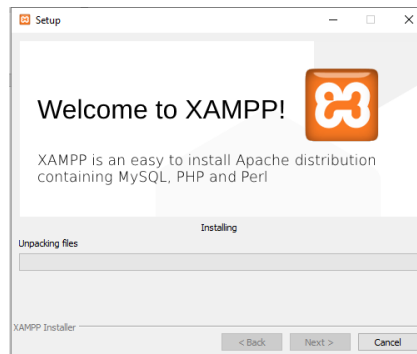 Setup
Welcome to XAMPP!
XAMPP is an easy to install Apache distribution
containing MySQL, PHP and Perl
Installing
Unpacking files
XAMPP Installer
< Back Next > Cancel